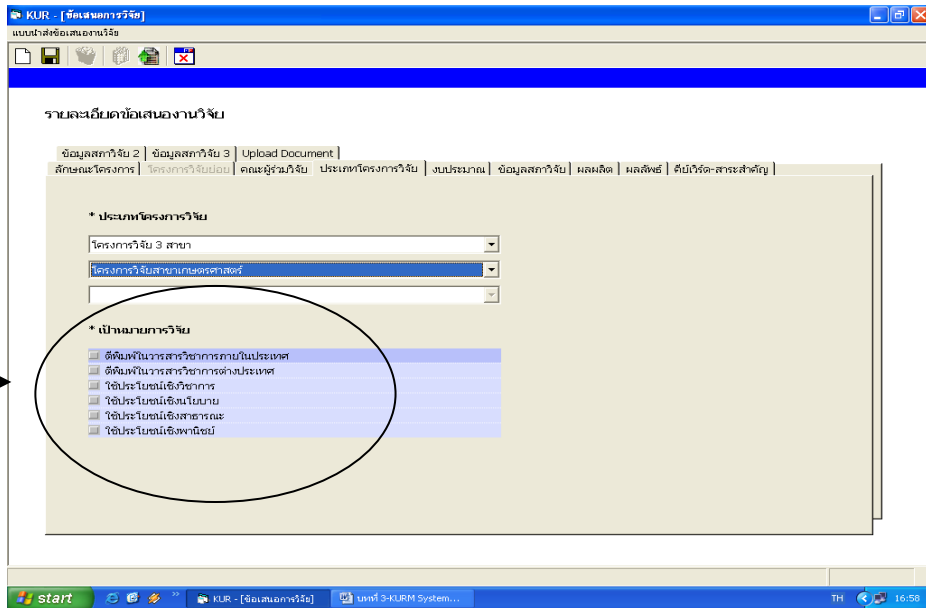 KUR - [ข้อเสนอการวิจัย]
แบบนำส่งข้อเสนองานวิจัย
รายละเอียดข้อเสนองานวิจัย
ข้อมูลสภาวิจัย 2 ข้อมูลสภาวิจัย 3 Upload Document
ลักษณะโครงการ โครงการวิจัยย่อย คณะผู้ร่วมวิจัย ประเภทโครงการวิจัย งบประมาณ ข้อมูลสภาวิจัย ผลผลิต ผลลัพธ์ คีย์เวิร์ด-สาระสำคัญ
* ประเภทโครงการวิจัย
โครงการวิจัย 3 สาขา
โครงการวิจัยสาขาเกษตรศาสตร์
* เป้าหมายการวิจัย
ตีพิมพ์ในวารสารวิชาการภายในประเทศ
ตีพิมพ์ในวารสารวิชาการต่างประเทศ
ใช้ประโยชน์เชิงวิชาการ
ใช้ประโยชน์เชิงนโยบาย
ใช้ประโยชน์เชิงสาธารณะ
ใช้ประโยชน์เชิงพานิชย์
start KUR - [ข้อเสนอการวิจัย] บทที่ 3-KURM System... TH 16:58